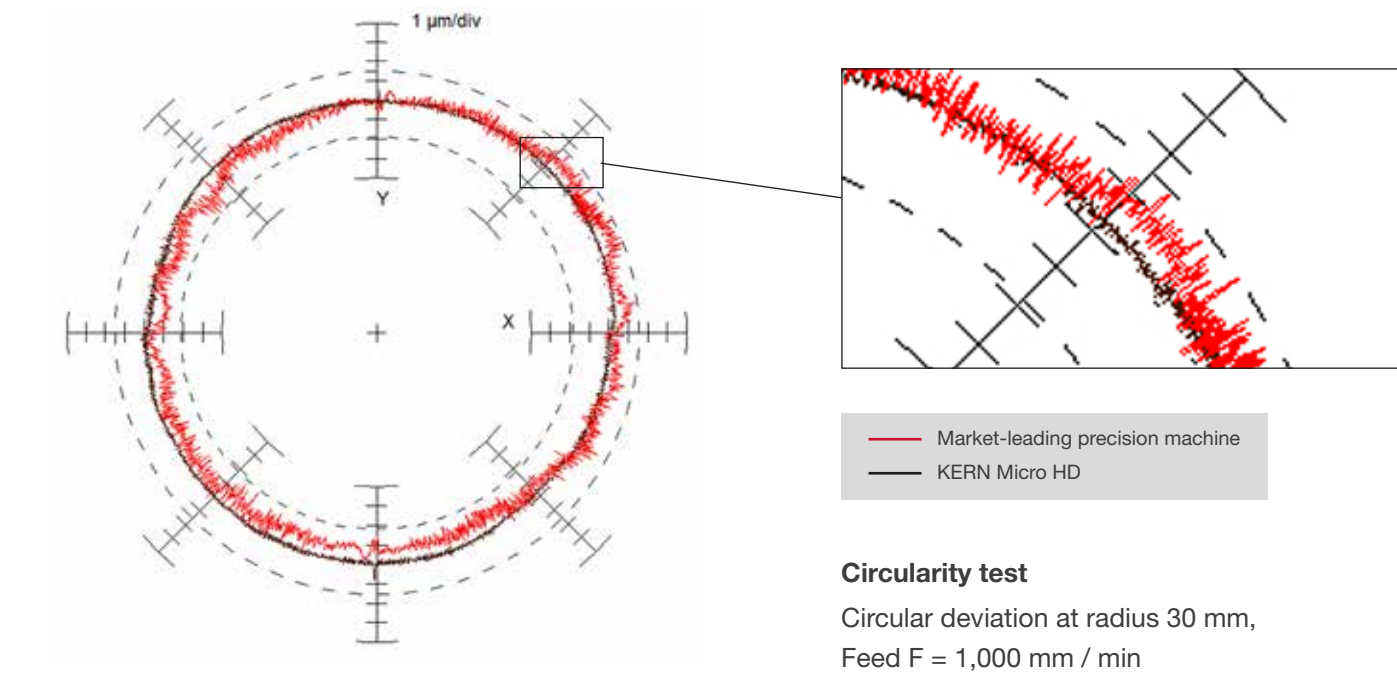 1 µm/div
Y
X
Market-leading precision machine
KERN Micro HD
Circularity test
Circular deviation at radius 30 mm,
Feed F = 1,000 mm / min